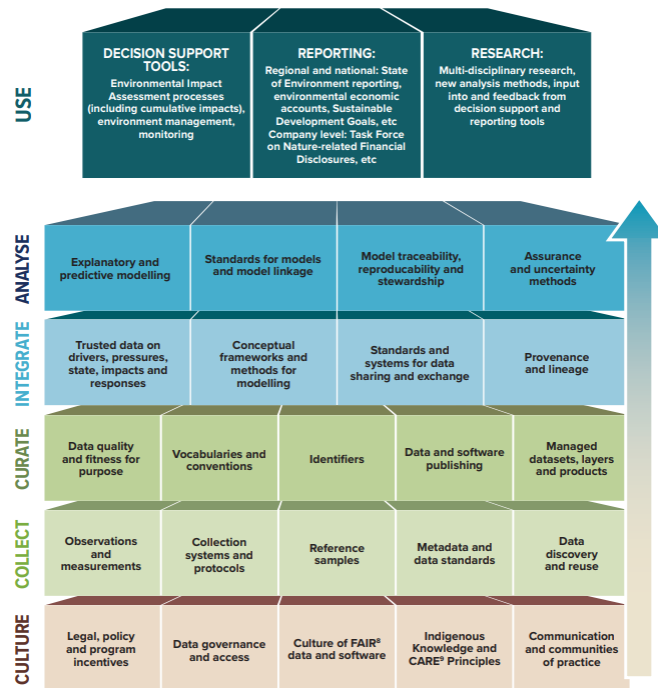 USE
DECISION SUPPORT
TOOLS:
Environmental Impact
Assessment processes
(including cumulative impacts),
environment management,
monitoring
REPORTING:
Regional and national: State
of Environment reporting,
environmental economic
accounts, Sustainable
Development Goals, etc
Company level: Task Force
on Nature-related Financial
Disclosures, etc
RESEARCH:
Multi-disciplinary research,
new analysis methods, input
into and feedback from
decision support and
reporting tools
ANALYSE
Explanatory and
predictive modelling
Standards for models
and model linkage
Model traceability,
reproducability and
stewardship
Assurance
and uncertainty
methods
INTEGRATE
Trusted data on
drivers, pressures,
state, impacts and
responses
Conceptual
frameworks and
methods for
modelling
Standards and
systems for data
sharing and exchange
Provenance
and lineage
CURATE
Data quality
and fitness for
purpose
Vocabularies and
conventions
Identifiers
Data and software
publishing
Managed
datasets, layers
and products
COLLECT
Observations
and
measurements
Collection
systems and
protocols
Reference
samples
Metadata and
data standards
Data
discovery
and reuse
CULTURE
Legal, policy
and program
incentives
Data governance
and access
Culture of FAIR⁸
data and software
Indigenous
Knowledge and
CARE⁹ Principles
Communication
and communities
of practice